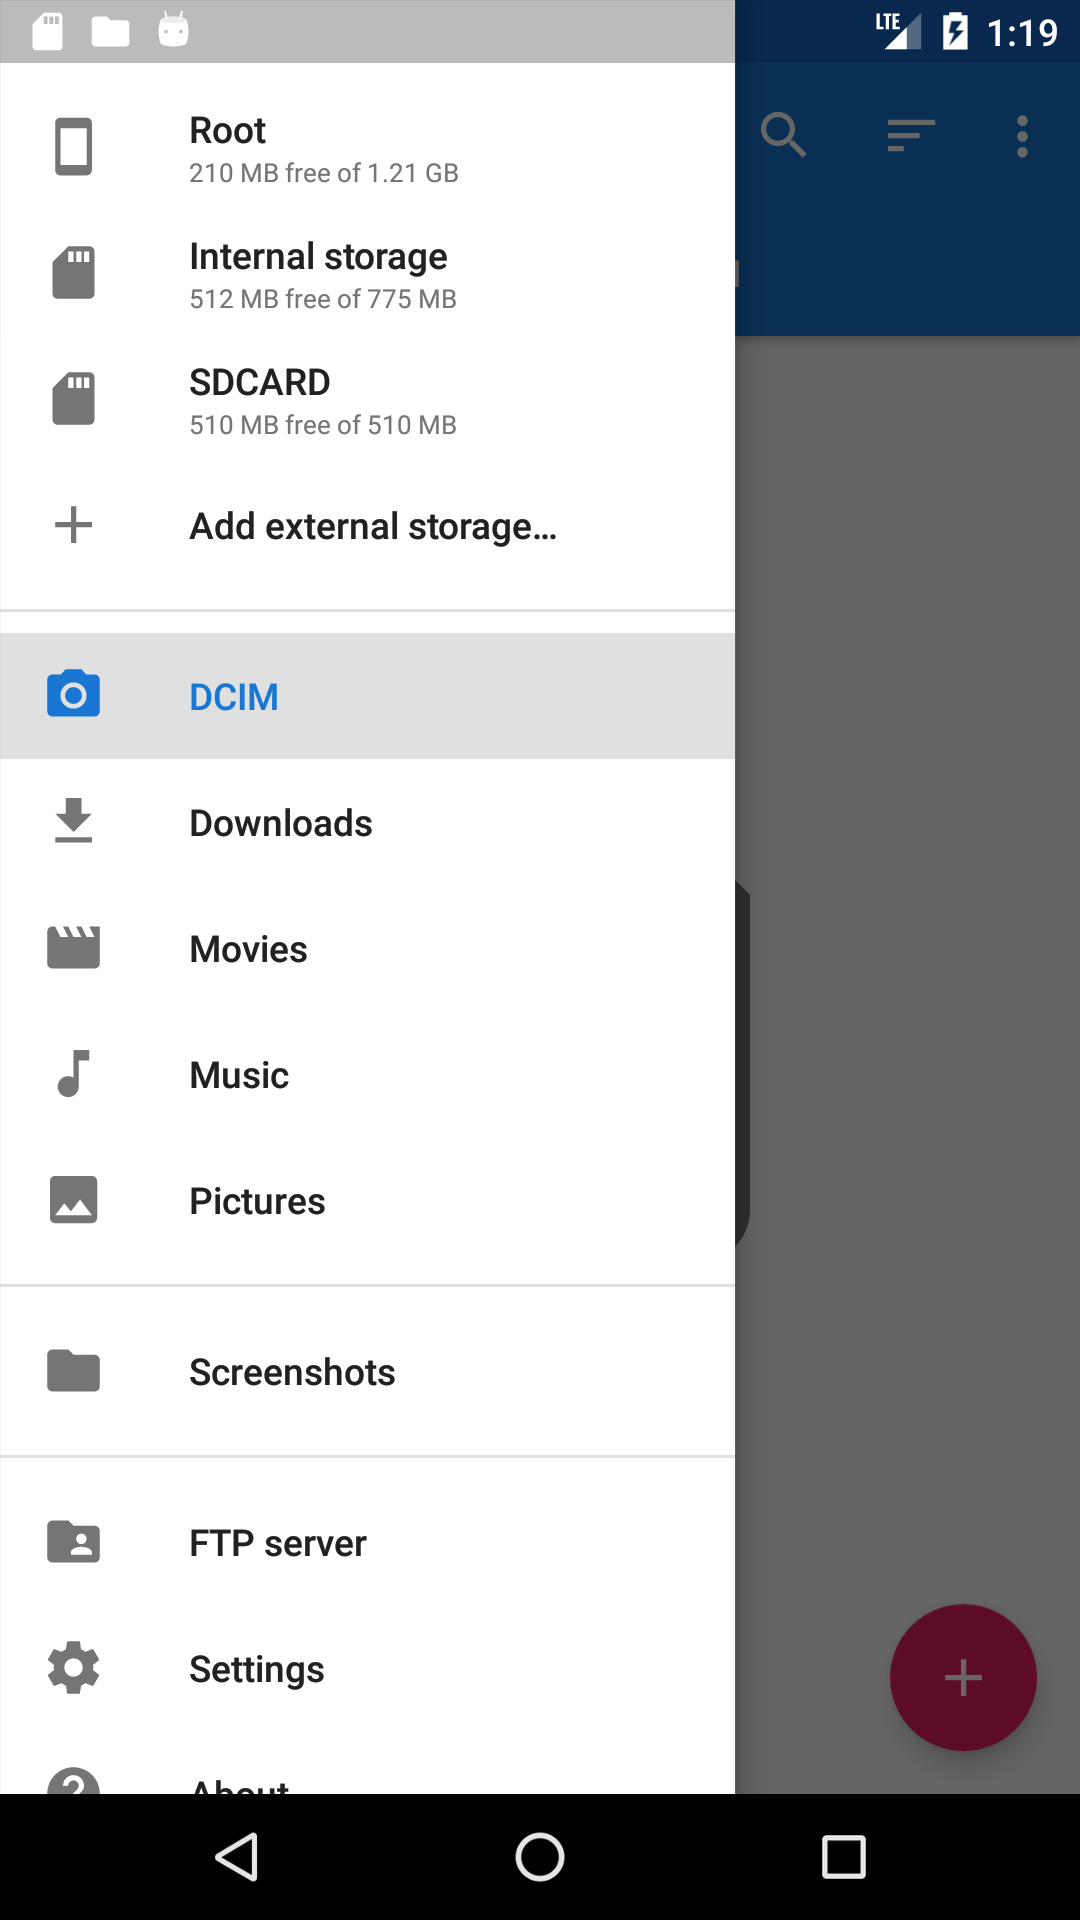 LTE 1:19
Root
210 MB free of 1.21 GB
Internal storage
512 MB free of 775 MB
SDCARD
510 MB free of 510 MB
Add external storage…
DCIM
Downloads
Movies
Music
Pictures
Screenshots
FTP server
Settings
About